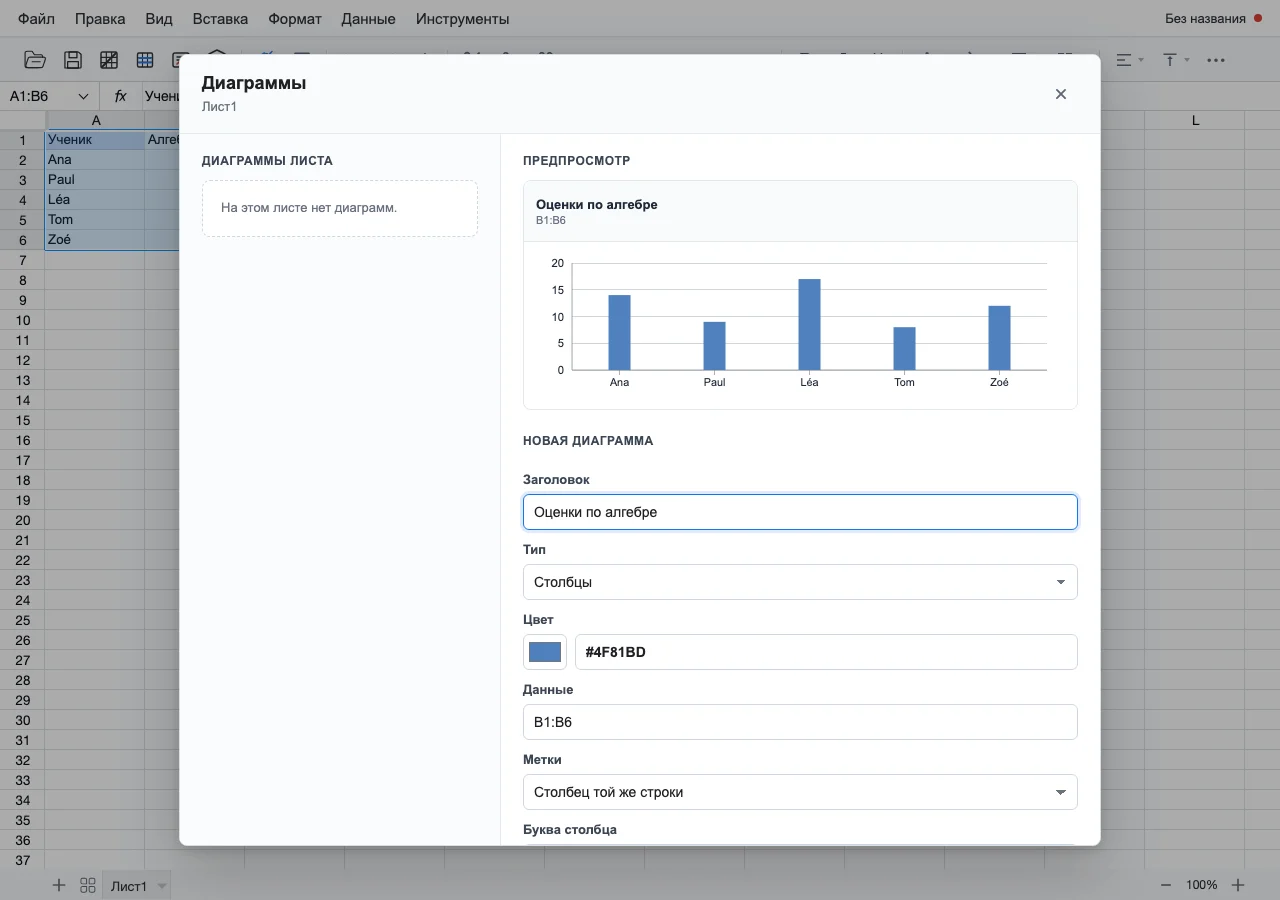 Файл Правка Вид Вставка Формат Данные Инструменты Без названия
A1:B6 fx
Диаграммы
Лист1
A L
1 Ученик
2 Ana
3 Paul
4 Léa
5 Tom
6 Zoé
7
8
9
10
11
12
13
14
15
16
17
18
19
20
21
22
23
24
25
26
27
28
29
30
31
32
33
34
35
36
37
ДИАГРАММЫ ЛИСТА
На этом листе нет диаграмм.
ПРЕДПРОСМОТР
Оценки по алгебре
B1:B6
20
15
10
5
0
Ana Paul Léa Tom Zoé
НОВАЯ ДИАГРАММА
Заголовок
Оценки по алгебре
Тип
Столбцы
Цвет
#4F81BD
Данные
B1:B6
Метки
Столбец той же строки
Буква столбца
Лист1 100%